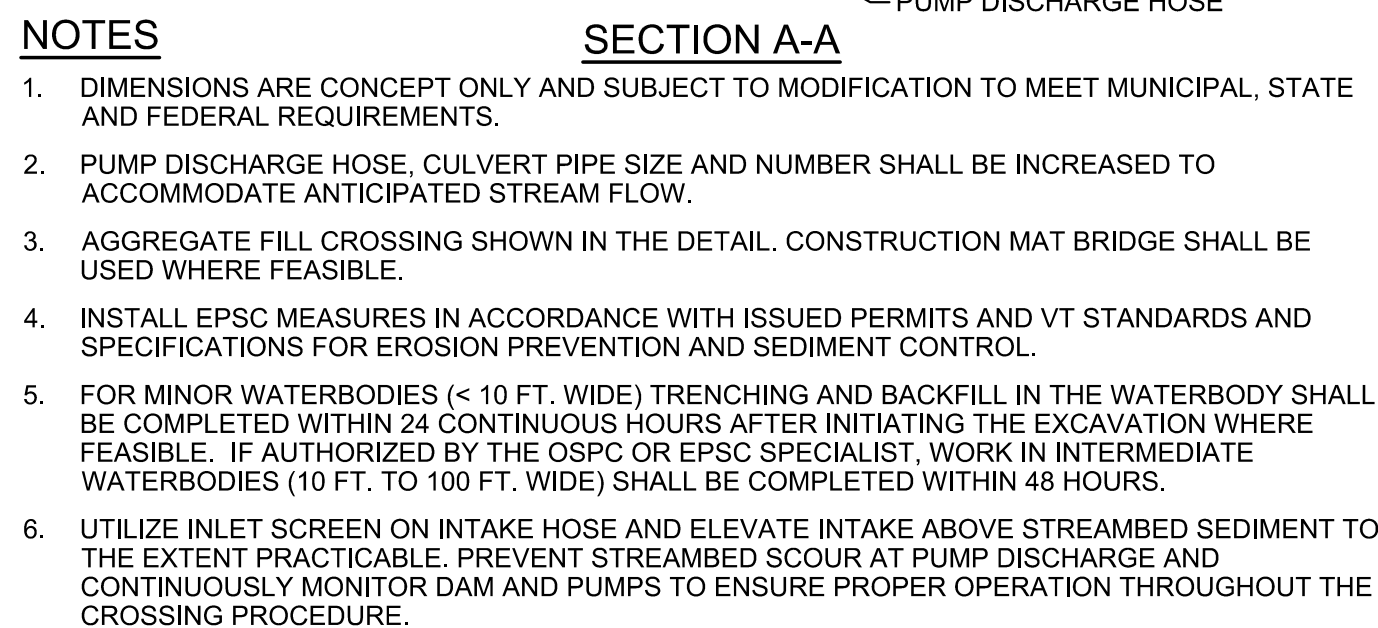 PUMP DISCHARGE HOSE
NOTES
SECTION A-A
1. DIMENSIONS ARE CONCEPT ONLY AND SUBJECT TO MODIFICATION TO MEET MUNICIPAL, STATE
AND FEDERAL REQUIREMENTS.
2. PUMP DISCHARGE HOSE, CULVERT PIPE SIZE AND NUMBER SHALL BE INCREASED TO
ACCOMMODATE ANTICIPATED STREAM FLOW.
3. AGGREGATE FILL CROSSING SHOWN IN THE DETAIL. CONSTRUCTION MAT BRIDGE SHALL BE
USED WHERE FEASIBLE.
4. INSTALL EPSC MEASURES IN ACCORDANCE WITH ISSUED PERMITS AND VT STANDARDS AND
SPECIFICATIONS FOR EROSION PREVENTION AND SEDIMENT CONTROL.
5. FOR MINOR WATERBODIES (< 10 FT. WIDE) TRENCHING AND BACKFILL IN THE WATERBODY SHALL
BE COMPLETED WITHIN 24 CONTINUOUS HOURS AFTER INITIATING THE EXCAVATION WHERE
FEASIBLE. IF AUTHORIZED BY THE OSPC OR EPSC SPECIALIST, WORK IN INTERMEDIATE
WATERBODIES (10 FT. TO 100 FT. WIDE) SHALL BE COMPLETED WITHIN 48 HOURS.
6. UTILIZE INLET SCREEN ON INTAKE HOSE AND ELEVATE INTAKE ABOVE STREAMBED SEDIMENT TO
THE EXTENT PRACTICABLE. PREVENT STREAMBED SCOUR AT PUMP DISCHARGE AND
CONTINUOUSLY MONITOR DAM AND PUMPS TO ENSURE PROPER OPERATION THROUGHOUT THE
CROSSING PROCEDURE.